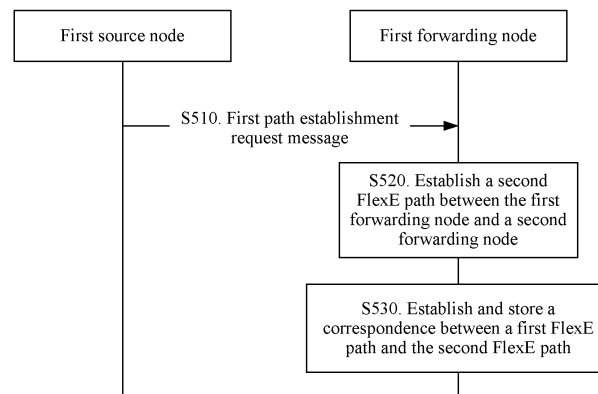 First source node
First forwarding node
S510. First path establishment
request message
S520. Establish a second
FlexE path between the first
forwarding node and a second
forwarding node
S530. Establish and store a
correspondence between a first FlexE
path and the second FlexE path